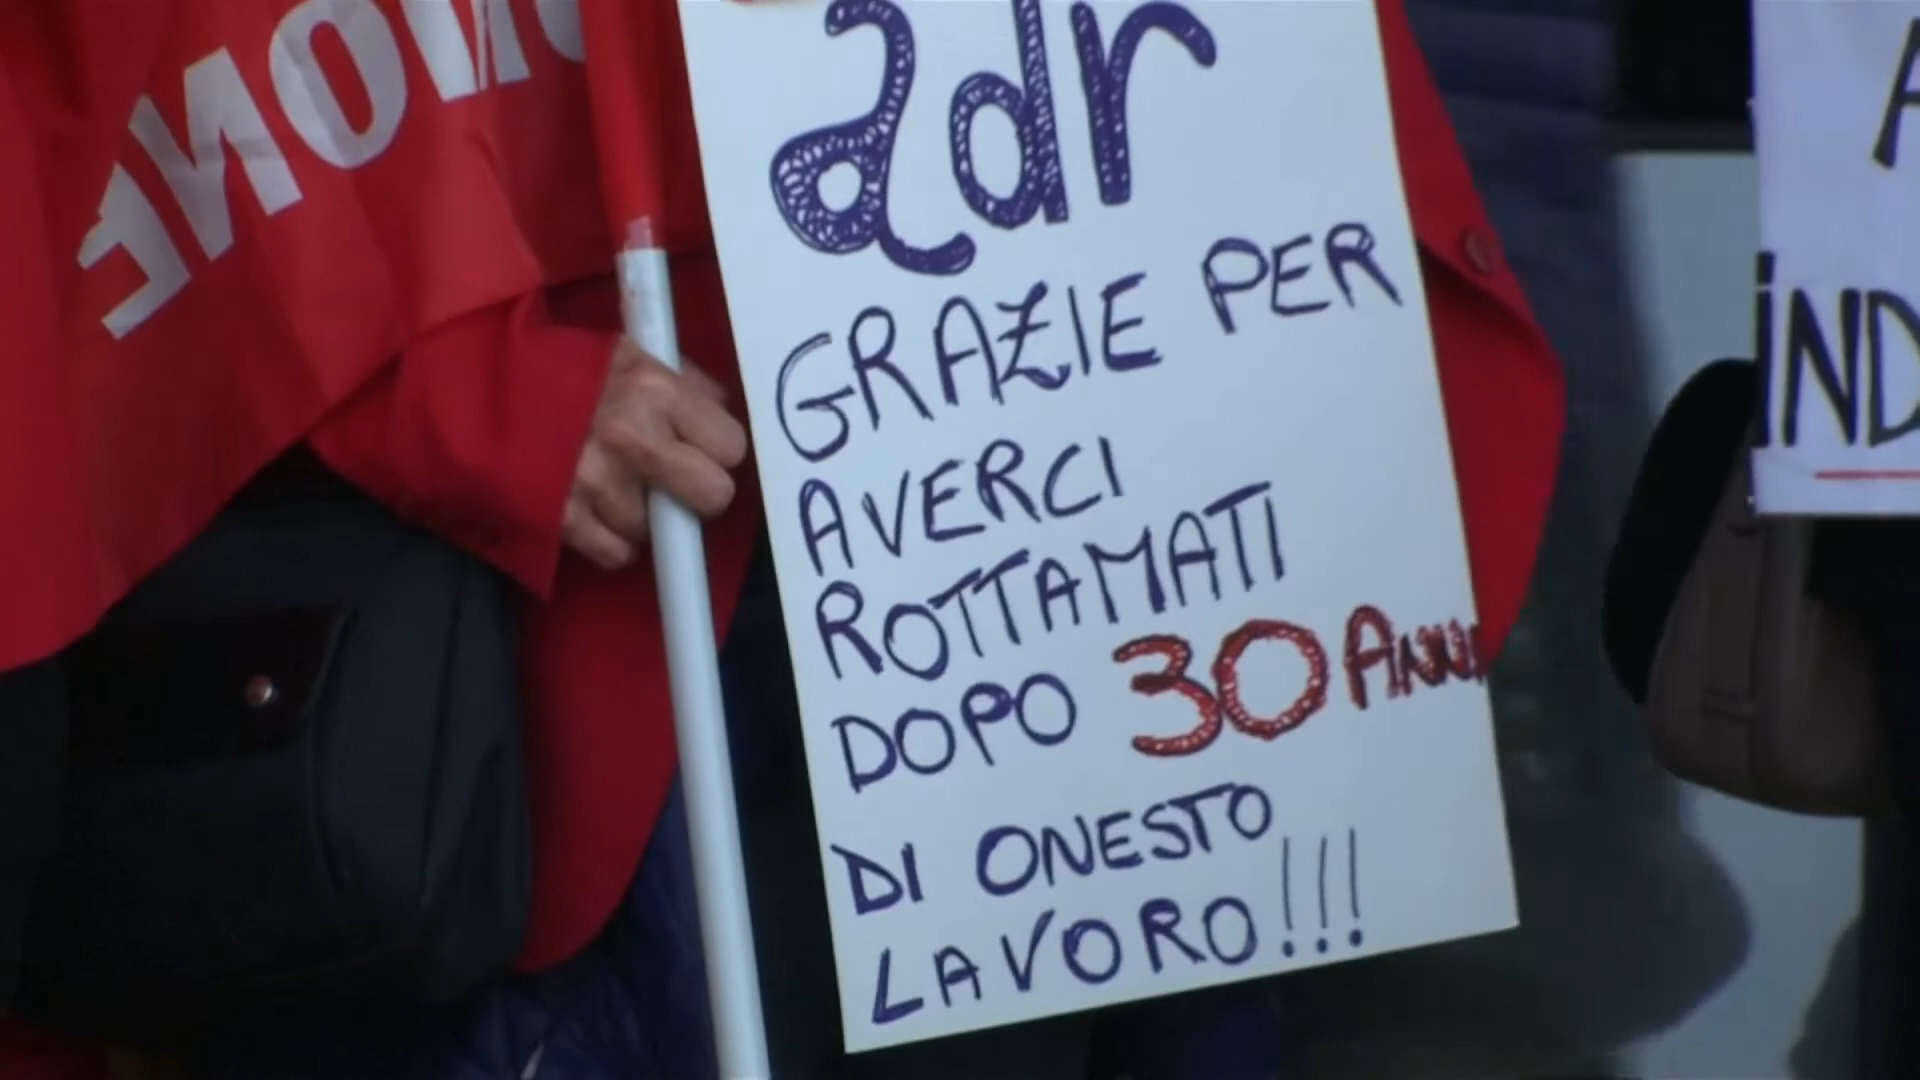 adr
GRAZIE PER
AVERCI
ROTTAMATI
DOPO 30 ANNI
DI ONESTO
LAVORO!!!